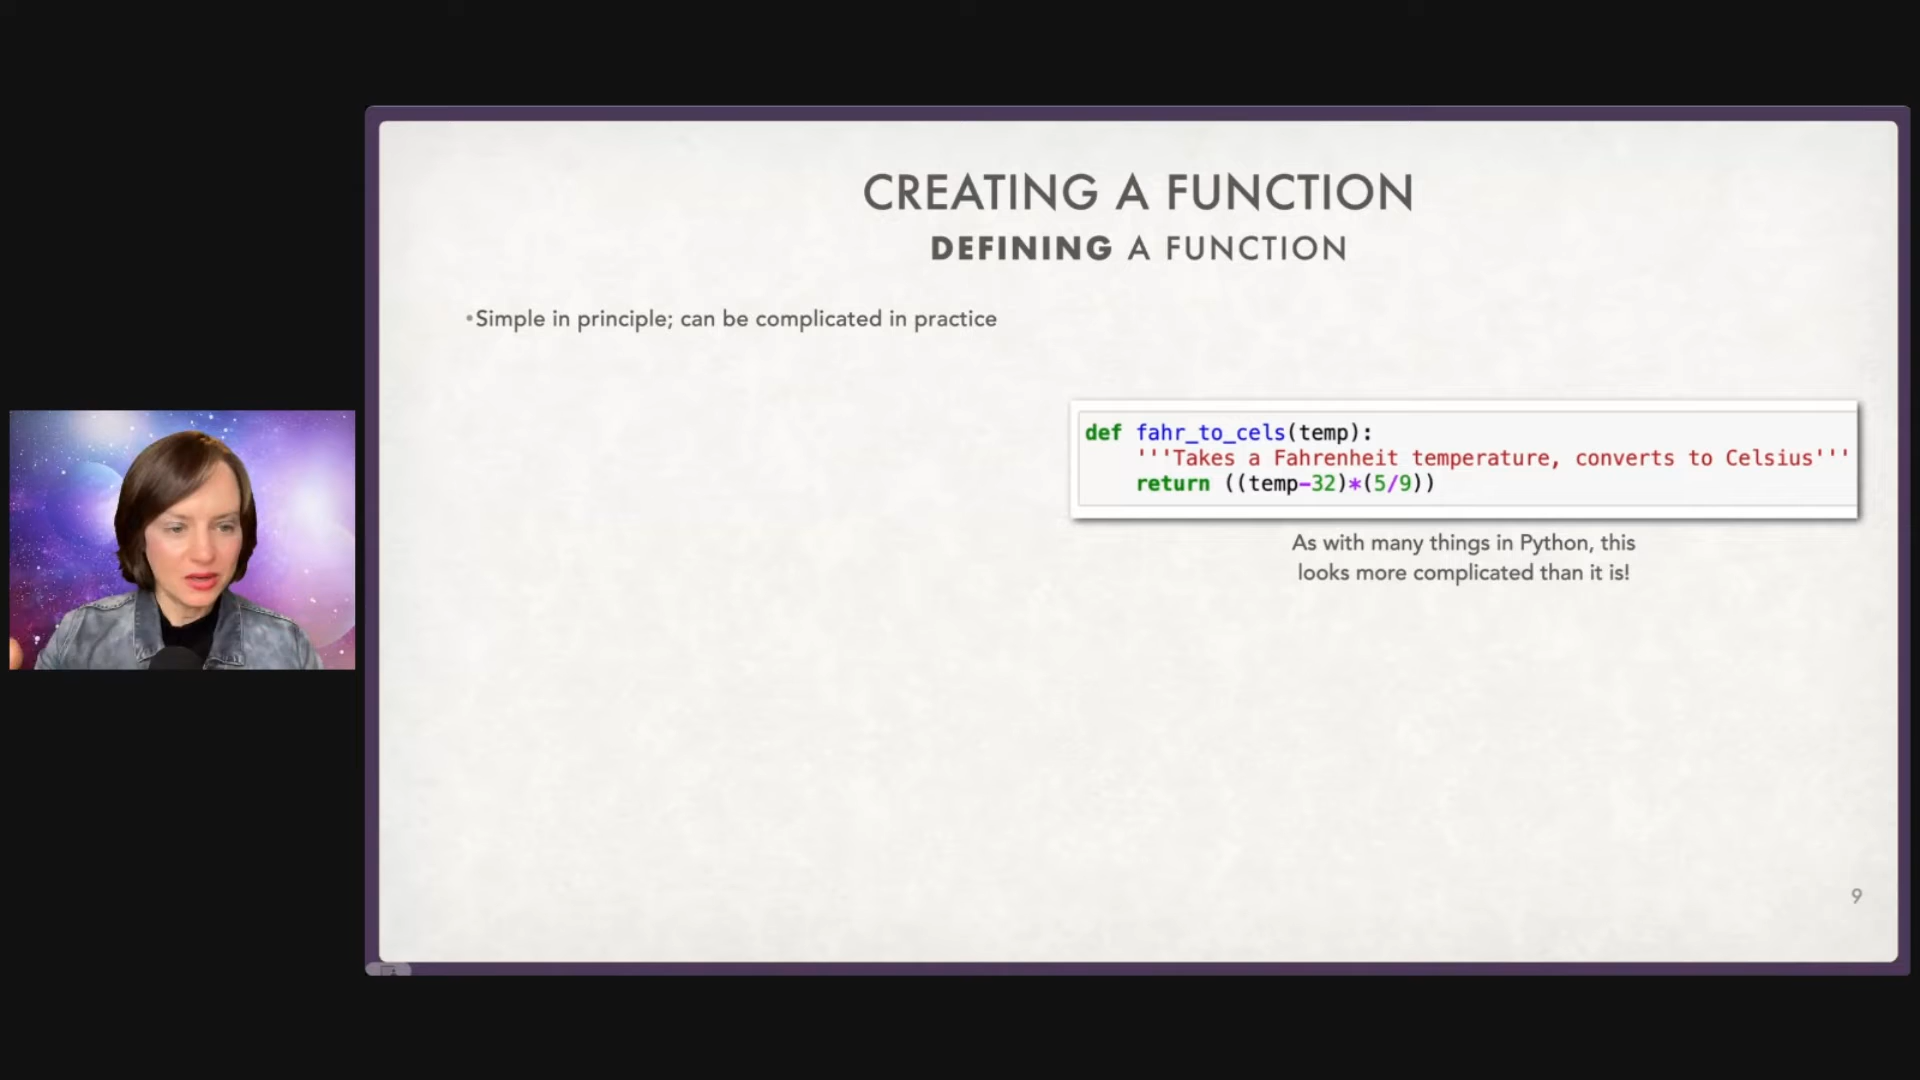 CREATING A FUNCTION
DEFINING A FUNCTION
•Simple in principle; can be complicated in practice
def fahr_to_cels(temp):
    '''Takes a Fahrenheit temperature, converts to Celsius'''
    return ((temp-32)*(5/9))
As with many things in Python, this
looks more complicated than it is!
9